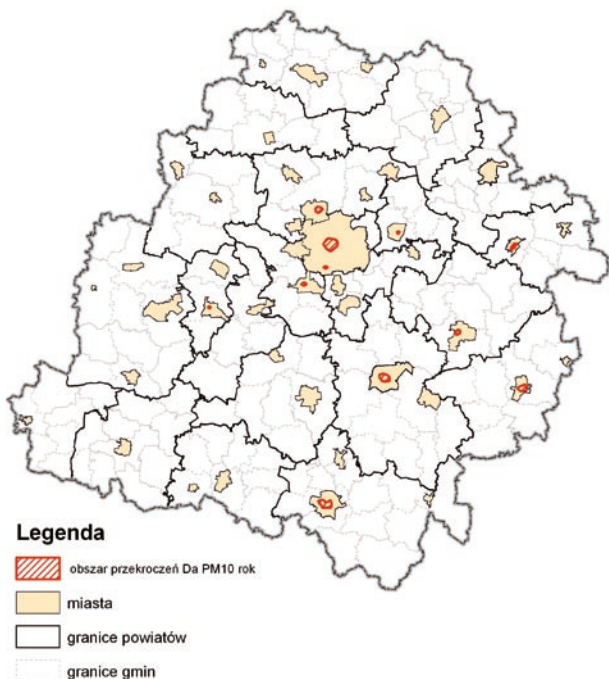 Legenda
obszar przekroczeń Da PM10 rok
miasta
granice powiatów
granice gmin